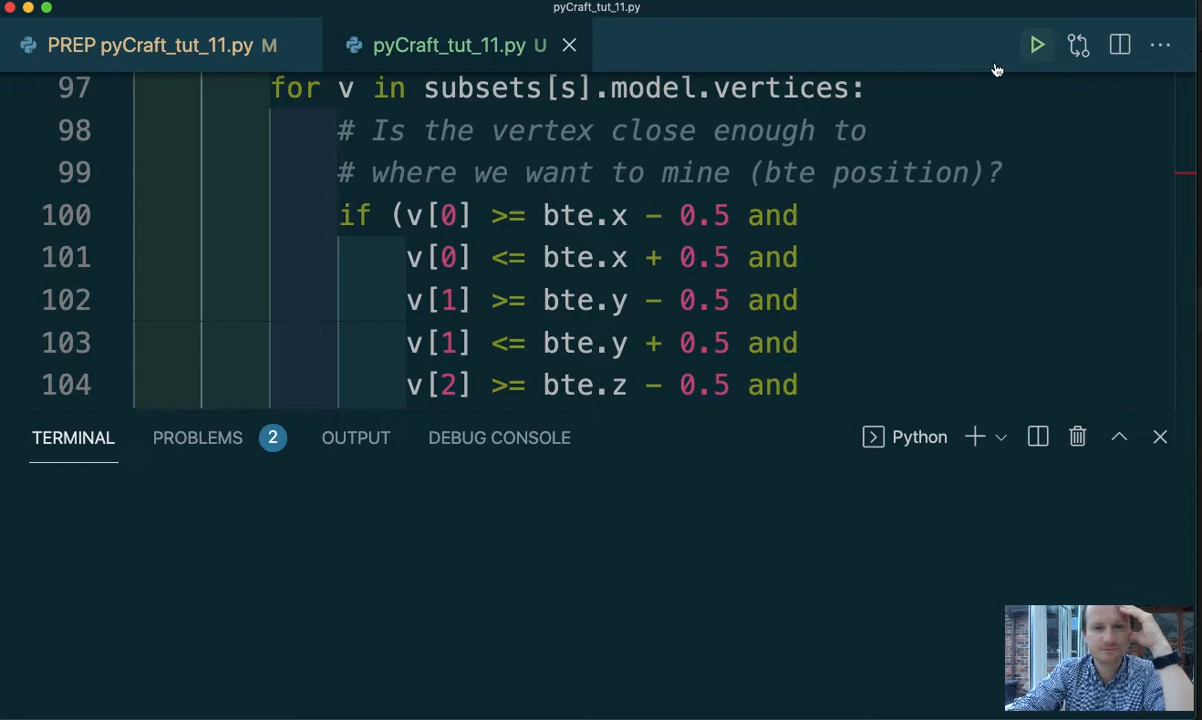 pyCraft_tut_11.py
PREP pyCraft_tut_11.py M
pyCraft_tut_11.py U
97 for v in subsets[s].model.vertices:
98 # Is the vertex close enough to
99 # where we want to mine (bte position)?
100 if (v[0] >= bte.x - 0.5 and
101 v[0] <= bte.x + 0.5 and
102 v[1] >= bte.y - 0.5 and
103 v[1] <= bte.y + 0.5 and
104 v[2] >= bte.z - 0.5 and
TERMINAL PROBLEMS 2 OUTPUT DEBUG CONSOLE Python